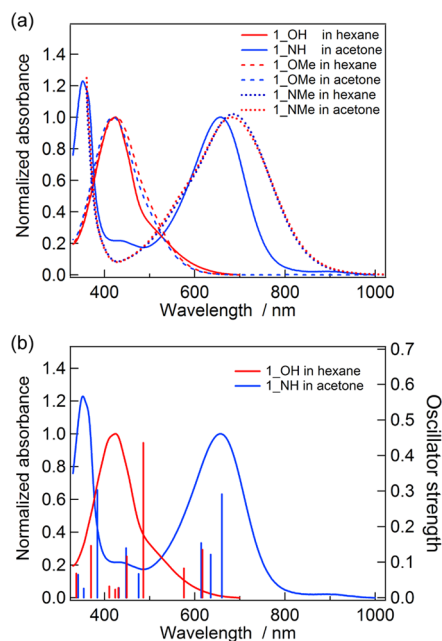 (a)
1_OH in hexane
1_NH in acetone
1_OMe in hexane
1_OMe in acetone
1_NMe in hexane
1_NMe in acetone
Normalized absorbance
1.4
1.2
1.0
0.8
0.6
0.4
0.2
0.0
400 600 800 1000
Wavelength / nm
(b)
1_OH in hexane
1_NH in acetone
Normalized absorbance
1.4
1.2
1.0
0.8
0.6
0.4
0.2
0.0
0.7
0.6
0.5
0.4
0.3
0.2
0.1
0.0
Oscillator strength
400 600 800 1000
Wavelength / nm